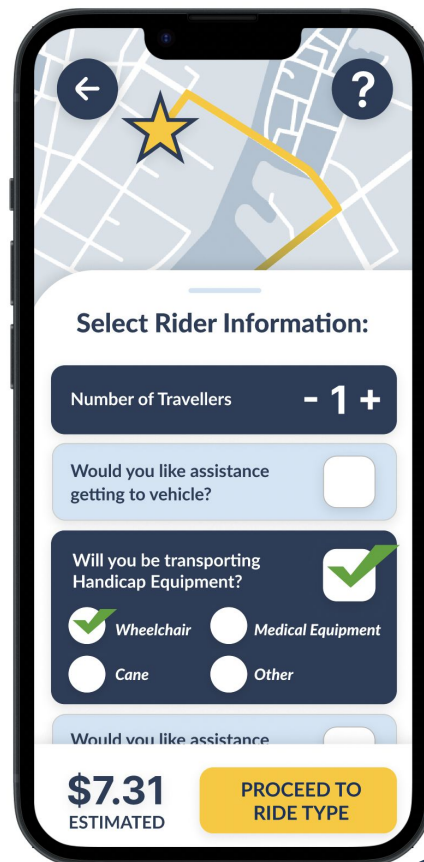 ?
Select Rider Information:
Number of Travellers - 1 +
Would you like assistance
getting to vehicle?
Will you be transporting
Handicap Equipment?
Wheelchair Medical Equipment
Cane Other
Would you like assistance
$7.31
ESTIMATED
PROCEED TO
RIDE TYPE